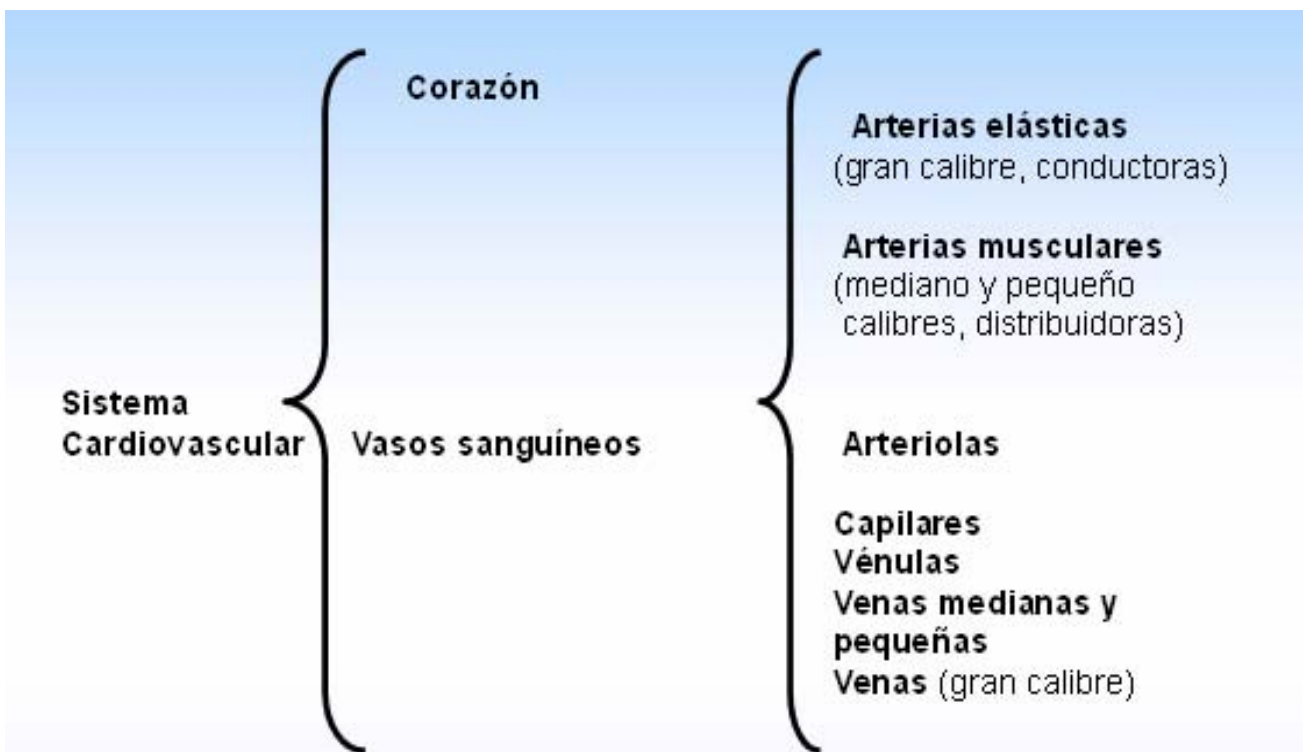 Sistema
Cardiovascular
Corazón
Vasos sanguíneos
Arterias elásticas
(gran calibre, conductoras)
Arterias musculares
(mediano y pequeño
calibres, distribuidoras)
Arteriolas
Capilares
Vénulas
Venas medianas y
pequeñas
Venas (gran calibre)